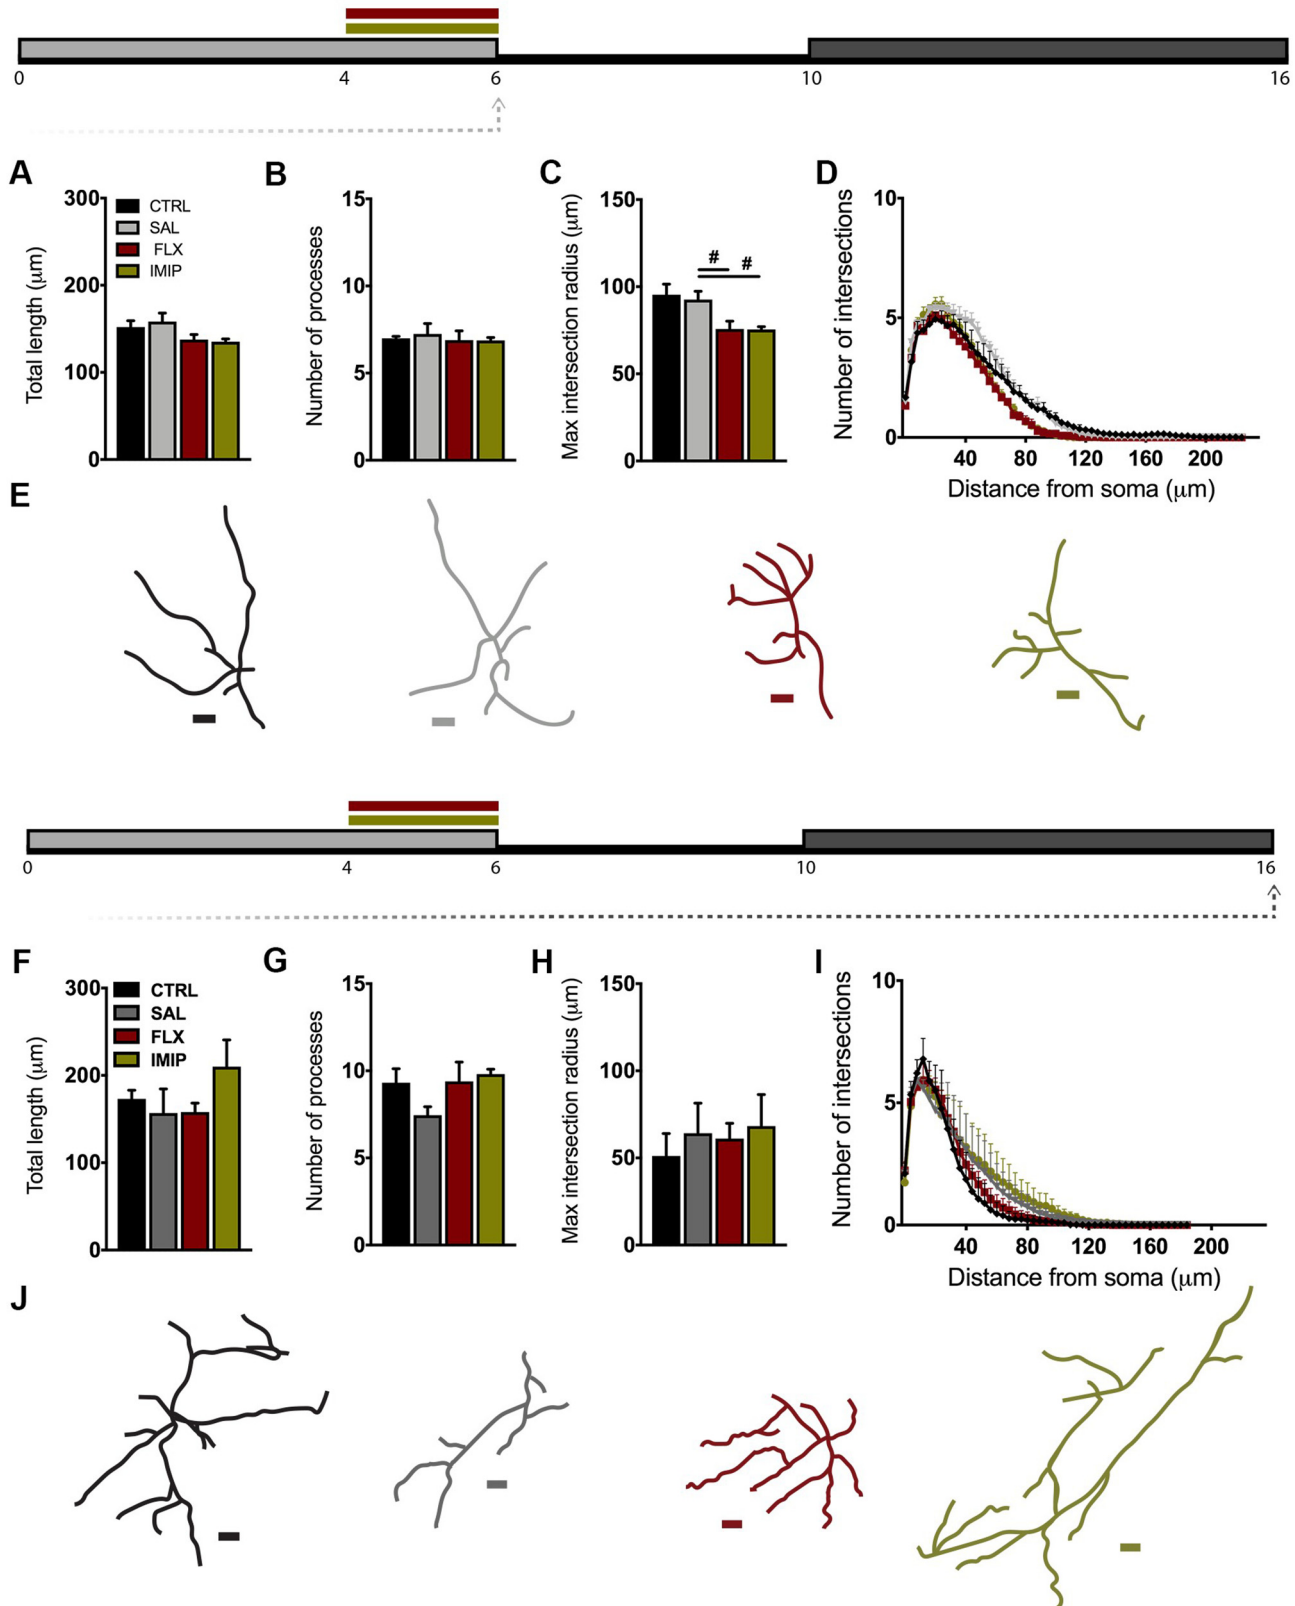 0 4 6 10 16
A B C D
Total length (µm)
300
200
100
0
CTRL
SAL
FLX
IMIP
Number of processes
15
10
5
0
Max intersection radius (µm)
150
100
50
0
# #
Number of intersections
10
5
0
40 80 120 160 200
Distance from soma (µm)
E
0 4 6 10 16
F G H I
Total length (µm)
300
200
100
0
CTRL
SAL
FLX
IMIP
Number of processes
15
10
5
0
Max intersection radius (µm)
150
100
50
0
Number of intersections
10
5
0
40 80 120 160 200
Distance from soma (µm)
J